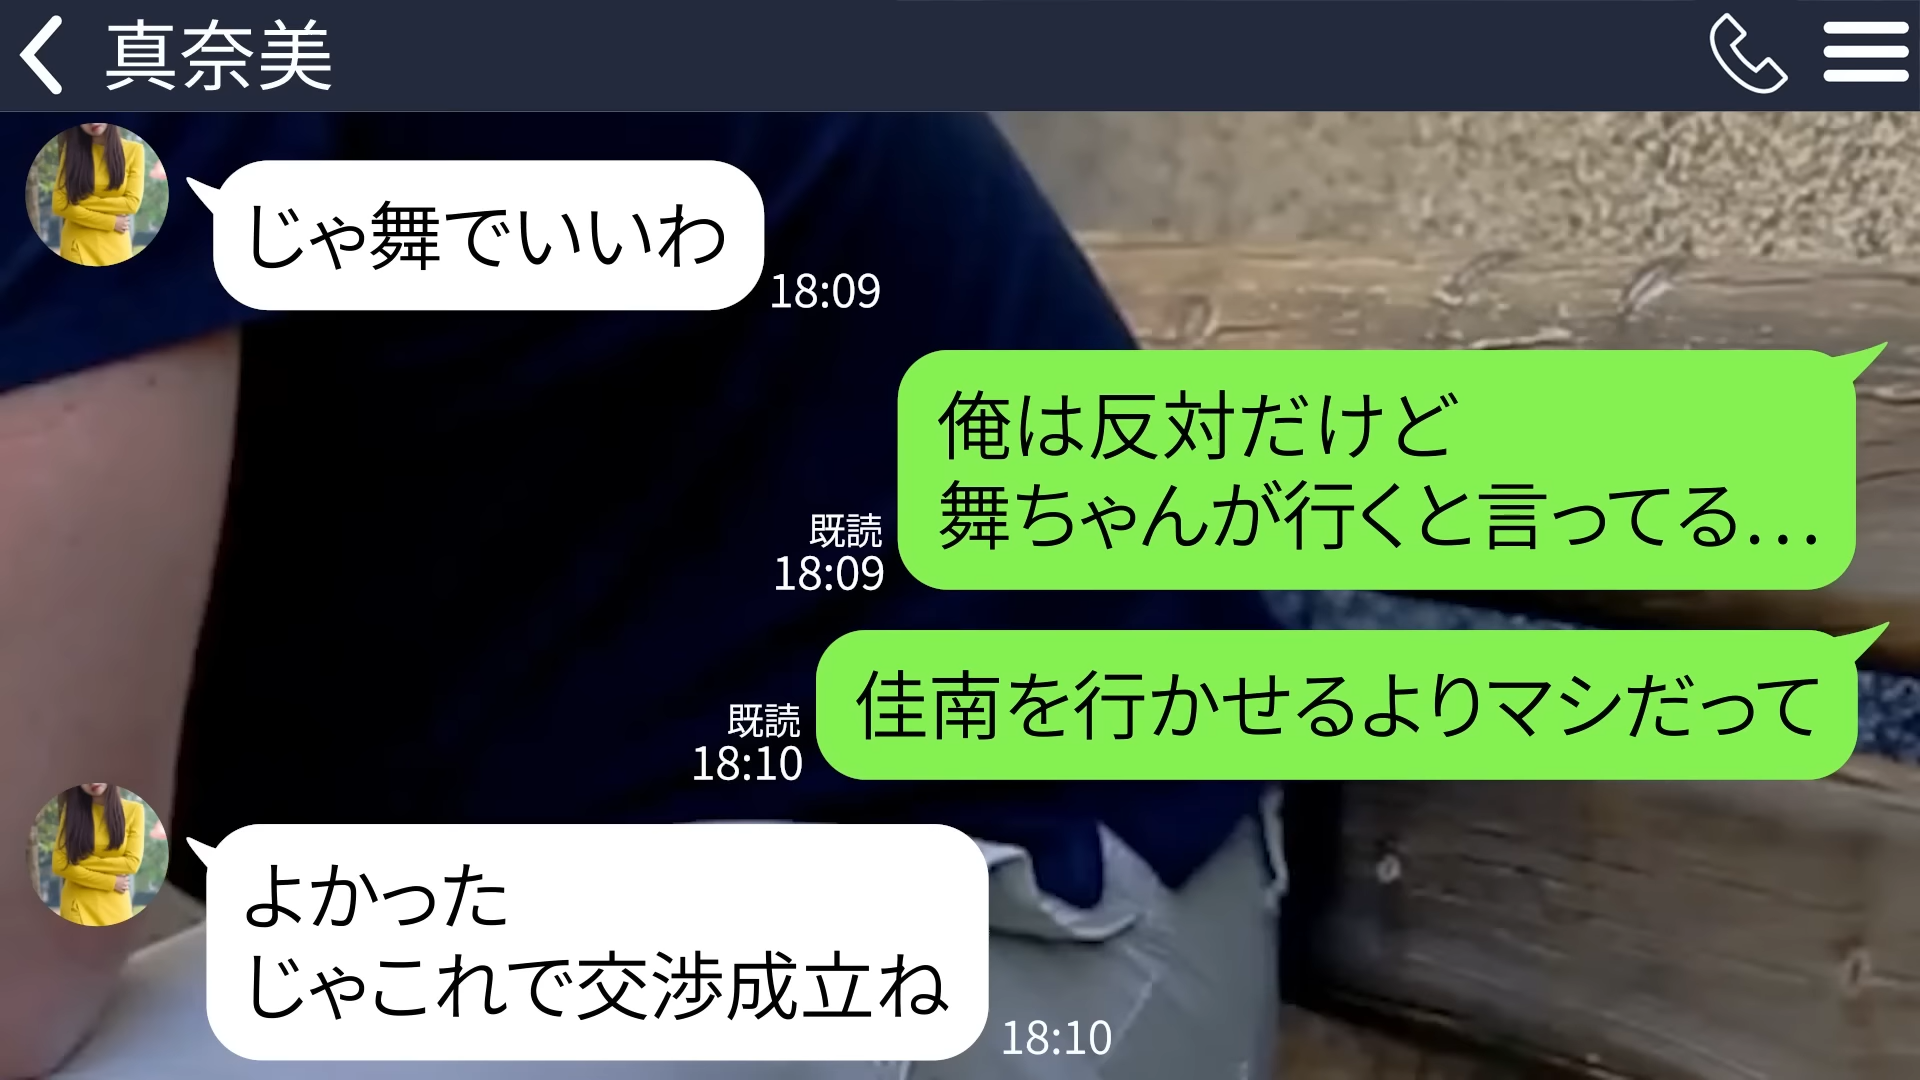 真奈美
じゃ舞でいいわ
18:09
俺は反対だけど
舞ちゃんが行くと言ってる…
既読
18:09
佳南を行かせるよりマシだって
既読
18:10
よかった
じゃこれで交渉成立ね
18:10